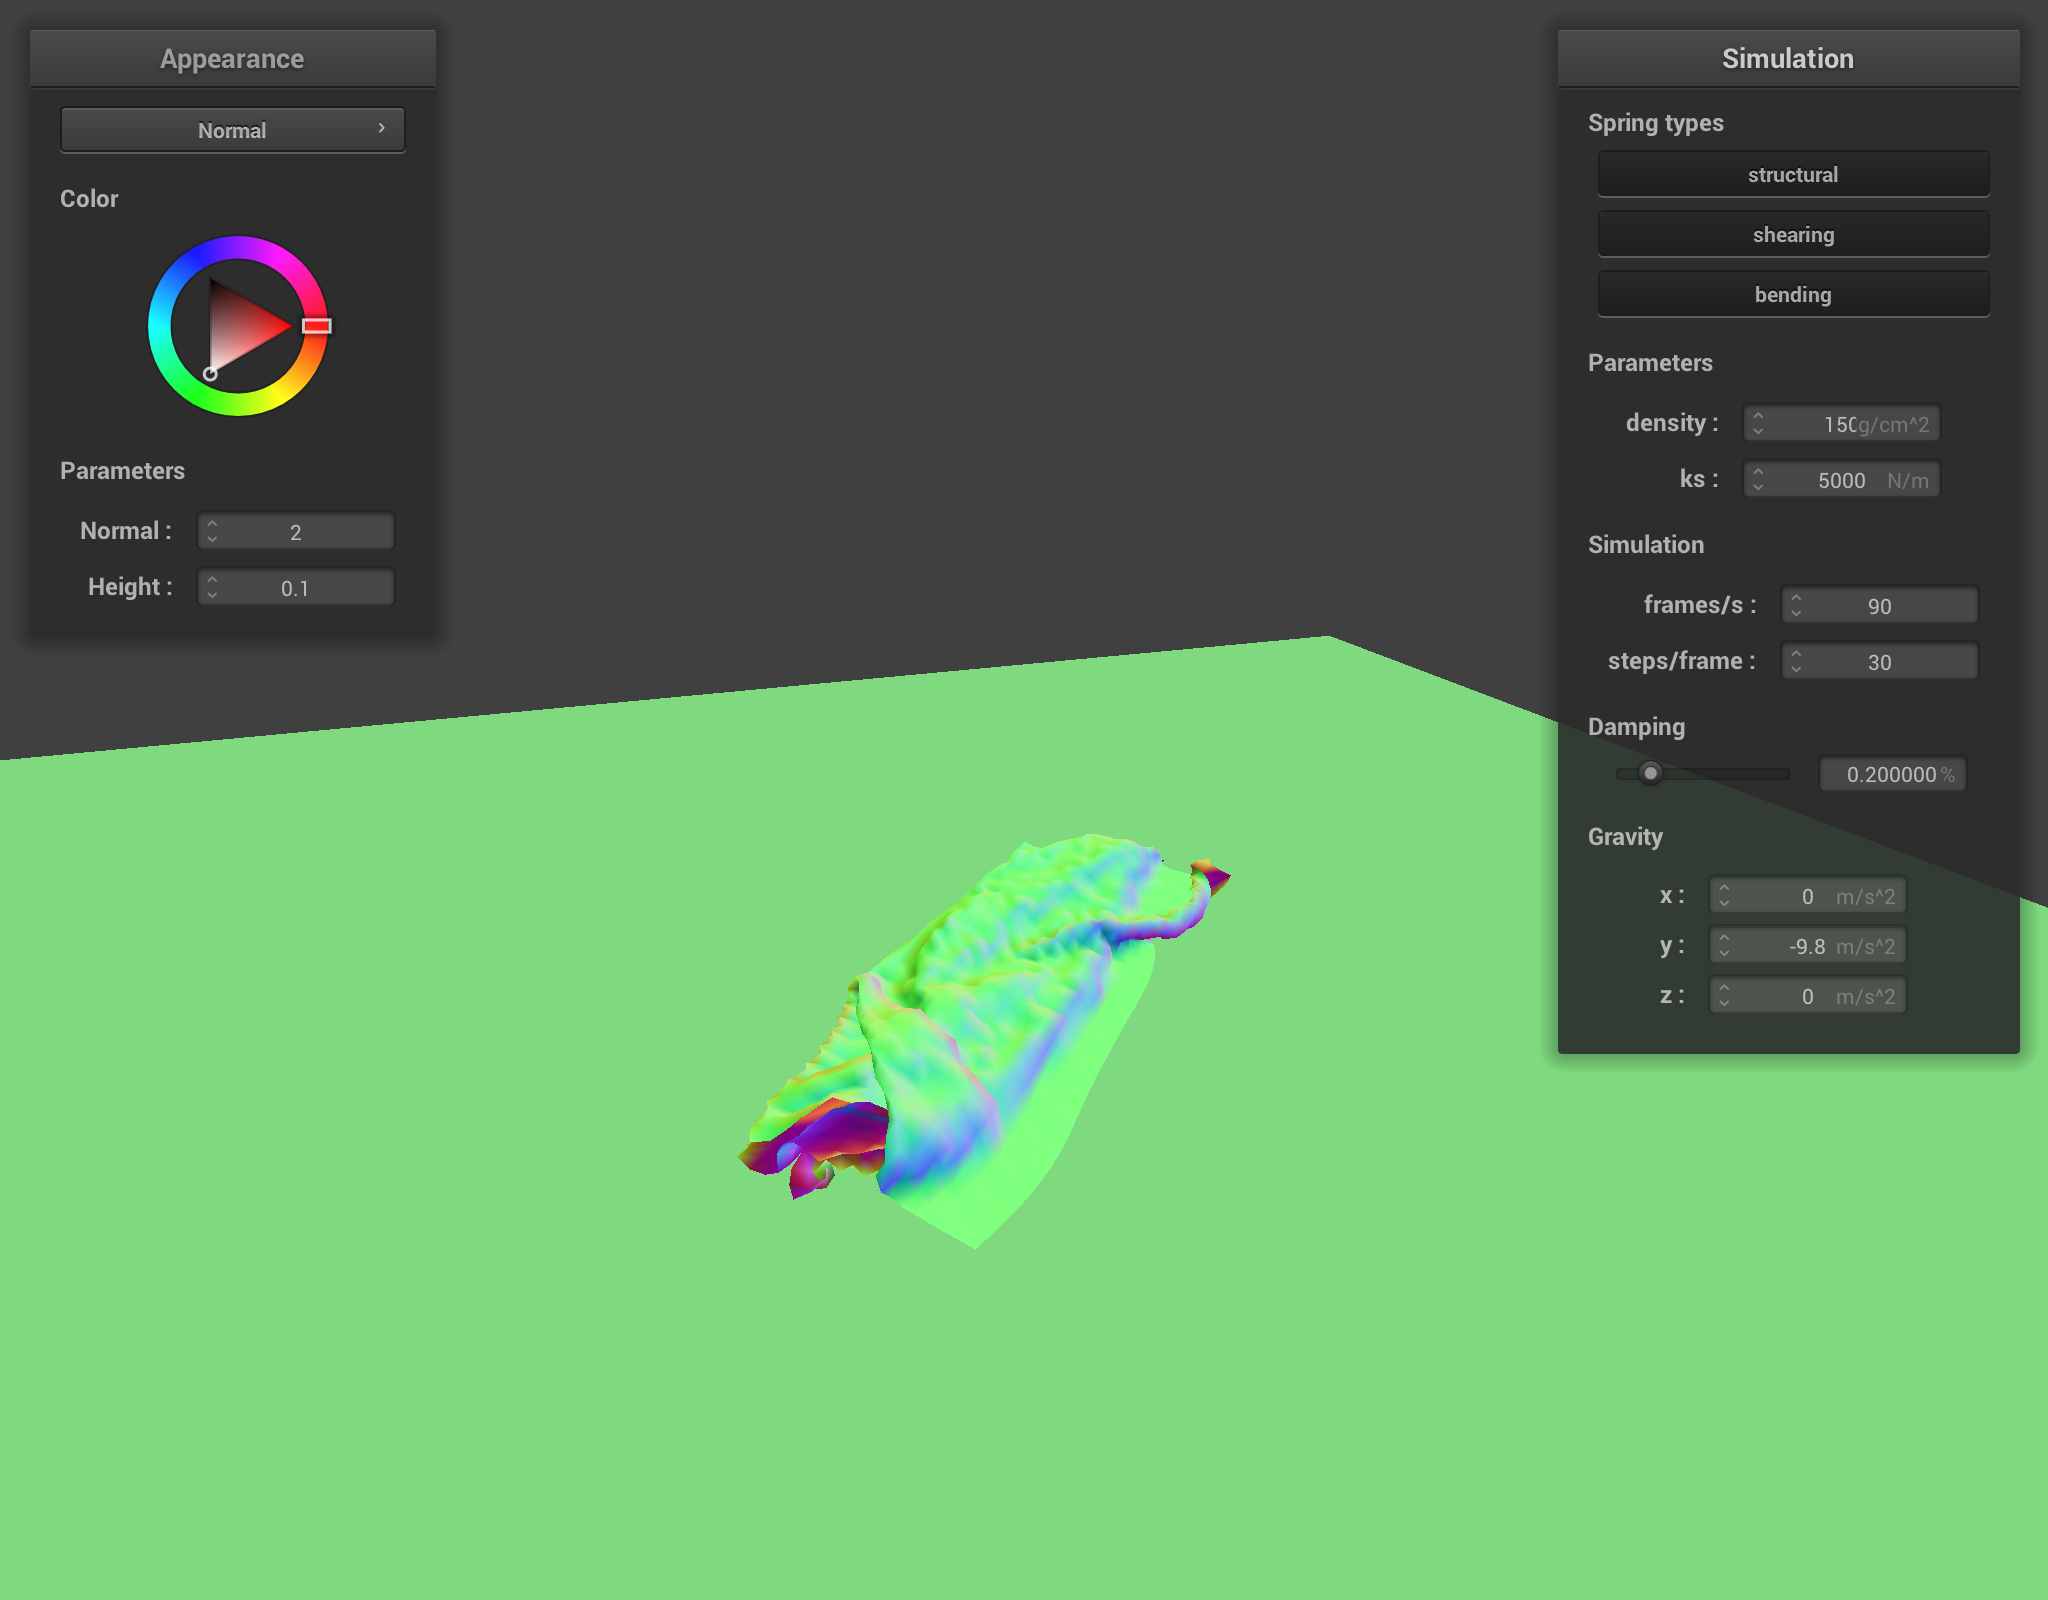 Appearance
Normal
Color
Parameters
Normal : 2
Height : 0.1
Simulation
Spring types
structural
shearing
bending
Parameters
density : g/cm^2
ks : 5000 N/m
Simulation
frames/s : 90
steps/frame : 30
Damping
0.200000 %
Gravity
x : 0 m/s^2
y : -9.8 m/s^2
z : 0 m/s^2